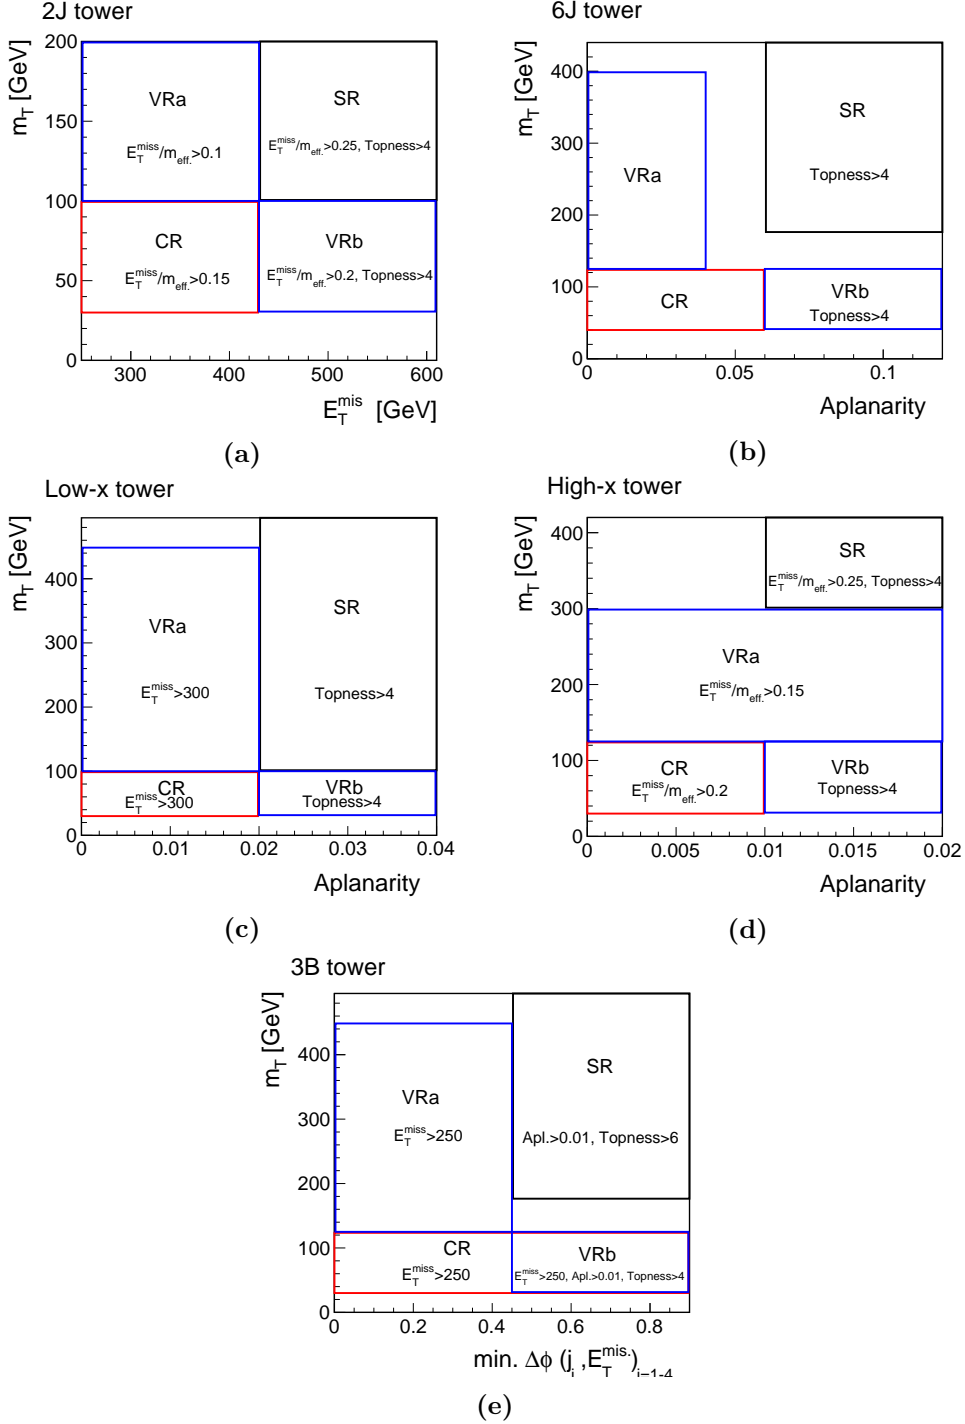 2J tower
m_T [GeV]
200
150
100
50
0
VRa
E_T^miss/m_eff.>0.1
SR
E_T^miss/m_eff.>0.25, Topness>4
CR
E_T^miss/m_eff.>0.15
VRb
E_T^miss/m_eff.>0.2, Topness>4
300 400 500 600
E_T^mis [GeV]
(a)
6J tower
m_T [GeV]
400
300
200
100
0
VRa
SR
Topness>4
CR
VRb
Topness>4
0 0.05 0.1
Aplanarity
(b)
Low-x tower
m_T [GeV]
400
300
200
100
0
VRa
E_T^miss>300
SR
Topness>4
CR
E_T^miss>300
VRb
Topness>4
0 0.01 0.02 0.03 0.04
Aplanarity
(c)
High-x tower
m_T [GeV]
400
300
200
100
0
SR
E_T^miss/m_eff.>0.25, Topness>4
VRa
E_T^miss/m_eff.>0.15
CR
E_T^miss/m_eff.>0.2
VRb
Topness>4
0 0.005 0.01 0.015 0.02
Aplanarity
(d)
3B tower
m_T [GeV]
400
300
200
100
0
VRa
E_T^miss>250
SR
Apl.>0.01, Topness>6
CR
E_T^miss>250
VRb
E_T^miss>250, Apl.>0.01, Topness>4
0 0.2 0.4 0.6 0.8
min. Δϕ (j_i ,E_T^mis.)_i=1-4
(e)